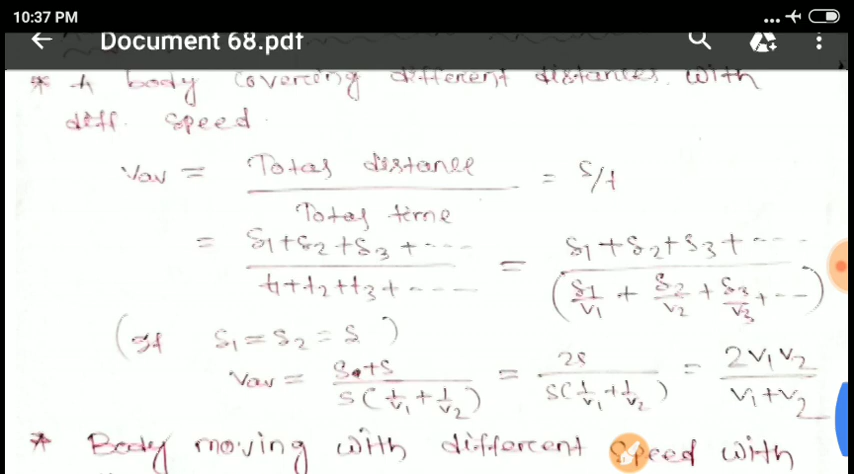 10:37 PM
Document 68.pdf
* A body covering different distances with
diff. speed.
Vav = Total distance / Total time = S/t
= S1+S2+S3+---- / t1+t2+t3+----- = S1+S2+S3+---- / (S1/V1 + S2/V2 + S3/V3+--)
(If S1=S2=S)
Vav = S+S / S(1/V1+1/V2) = 2S / S(1/V1+1/V2) = 2V1V2 / V1+V2
* Body moving with different speed with